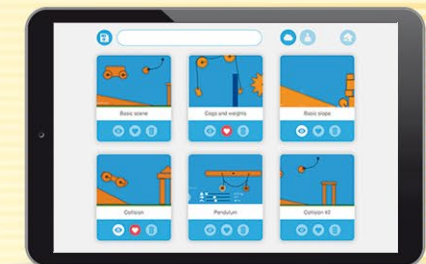 Basic scene
Cogs and weights
Basic slope
Collision
Pendulum
Collision #2